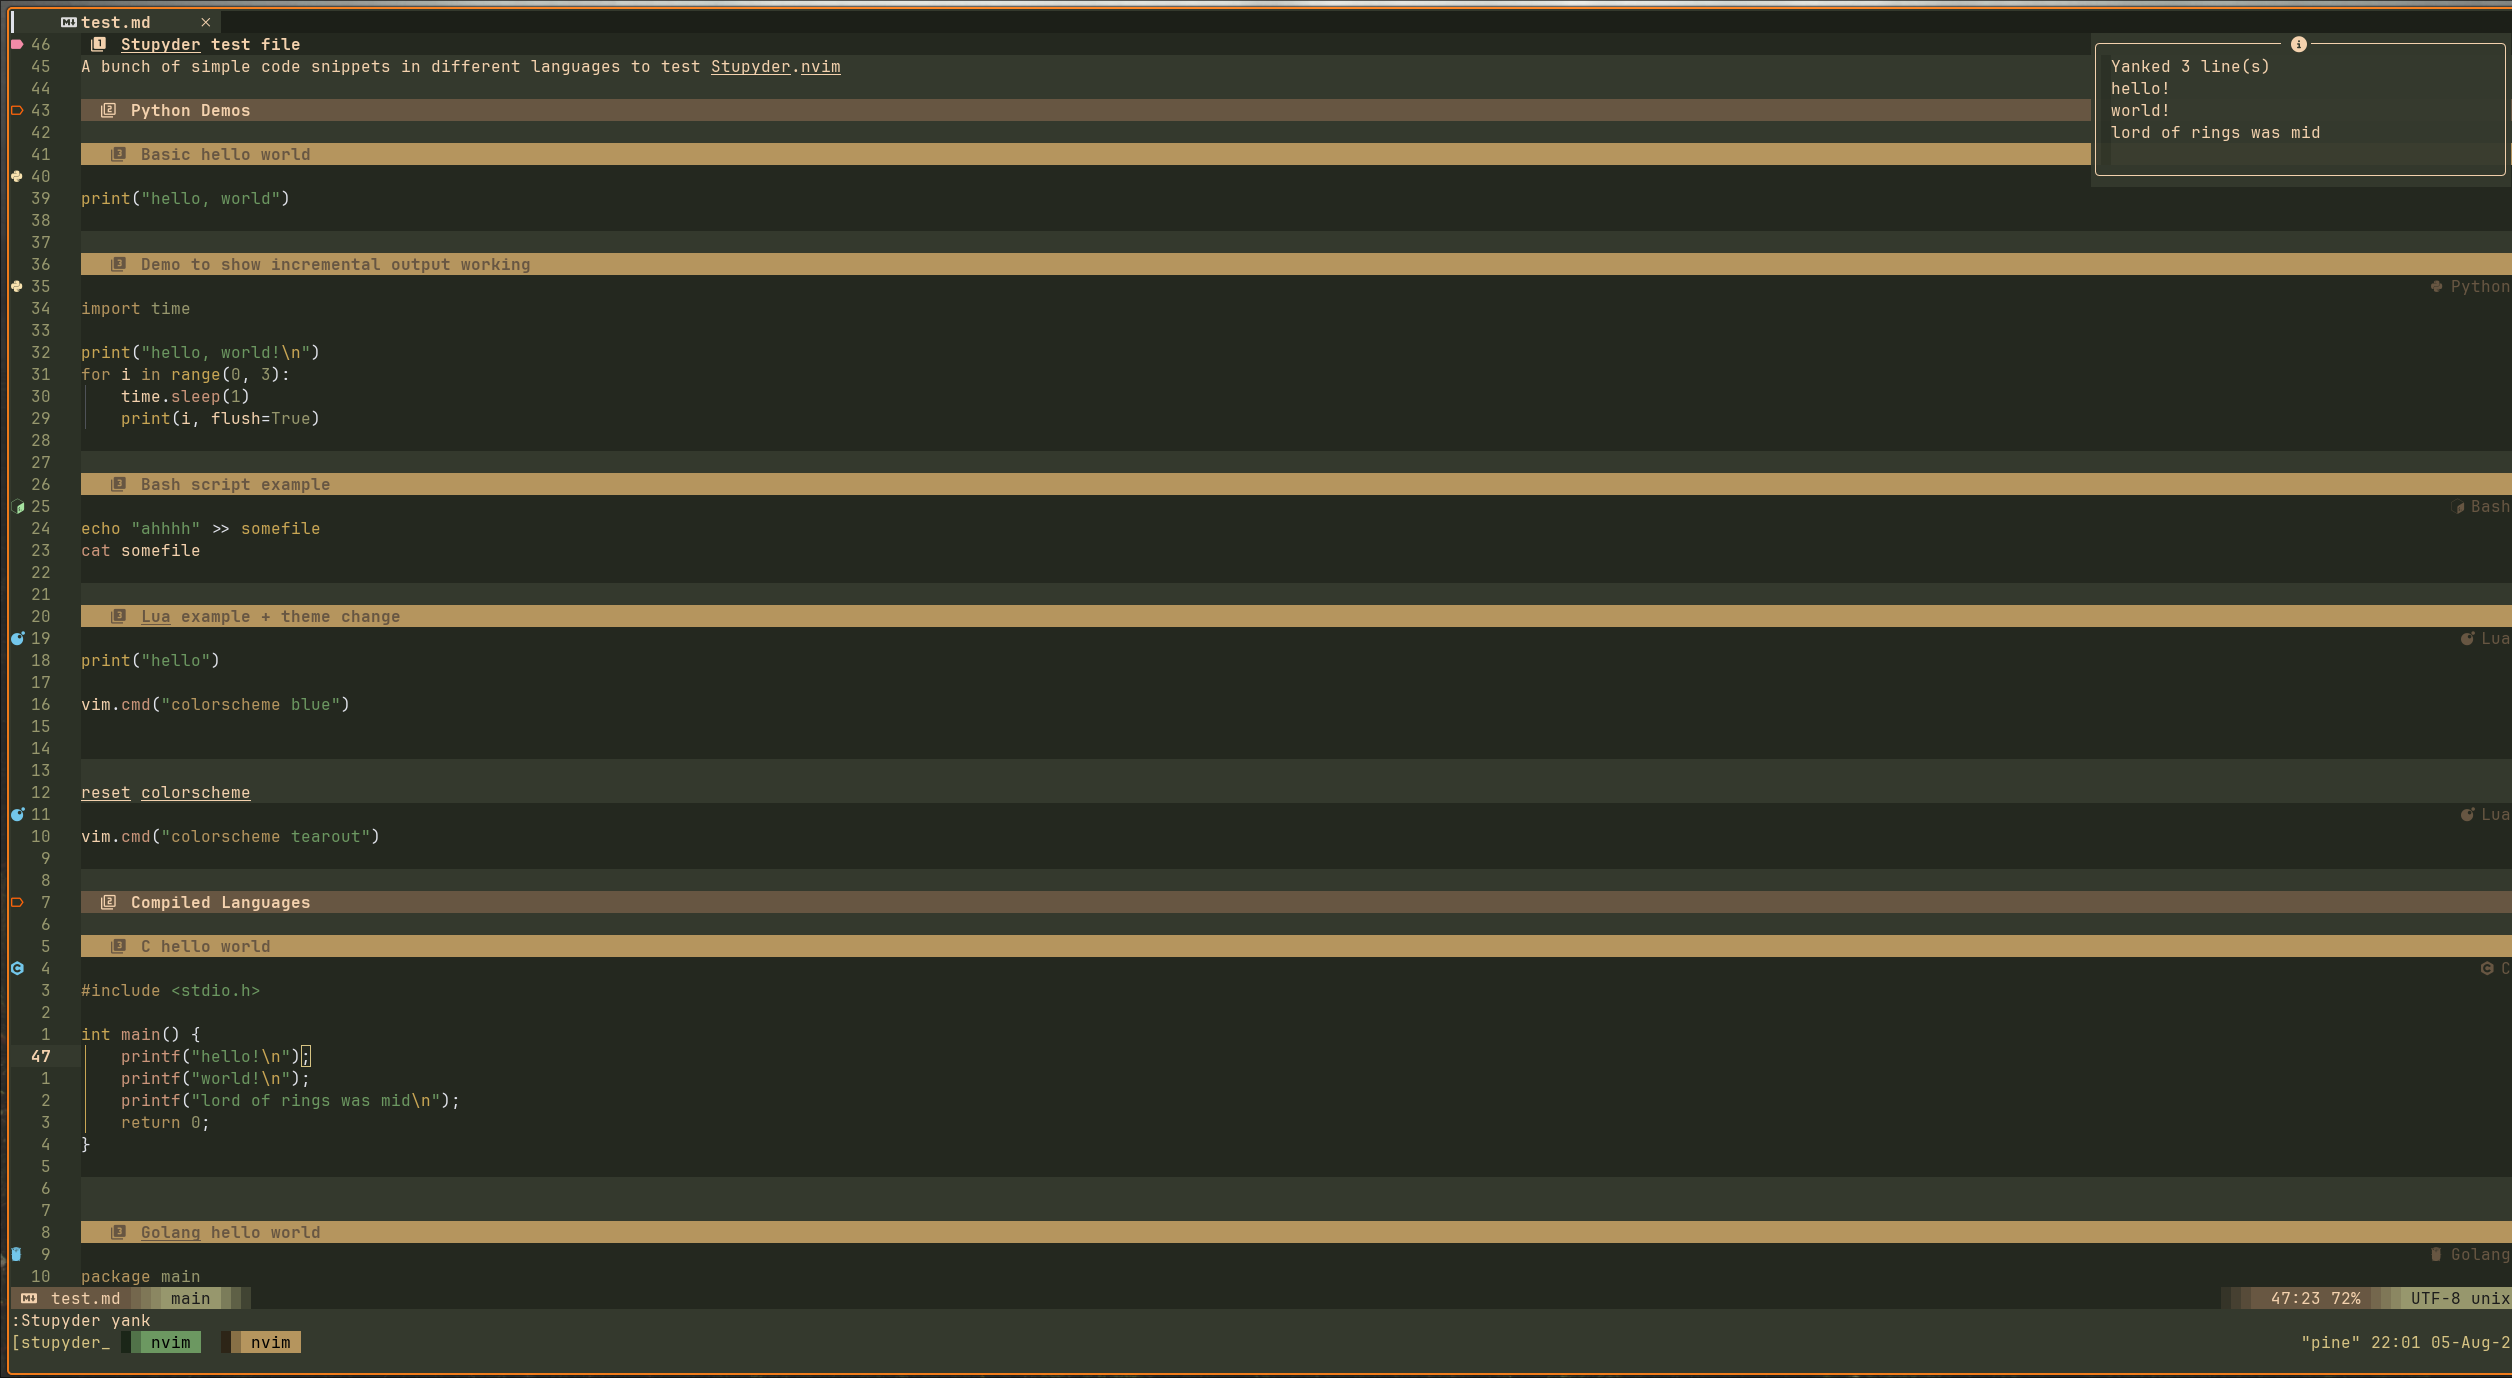 test.md ×
46 1 Stupyder test file
45 A bunch of simple code snippets in different languages to test Stupyder.nvim
44
43 2 Python Demos
42
41 3 Basic hello world
40
39 print("hello, world")
38
37
36 3 Demo to show incremental output working
35 Python
34 import time
33
32 print("hello, world!\n")
31 for i in range(0, 3):
30 time.sleep(1)
29 print(i, flush=True)
28
27
26 3 Bash script example
25 Bash
24 echo "ahhhh" >> somefile
23 cat somefile
22
21
20 3 Lua example + theme change
19 Lua
18 print("hello")
17
16 vim.cmd("colorscheme blue")
15
14
13
12 reset colorscheme
11 Lua
10 vim.cmd("colorscheme tearout")
9
8
7 2 Compiled Languages
6
5 3 C hello world
4 C
3 #include <stdio.h>
2
1 int main() {
47 printf("hello!\n");
1 printf("world!\n");
2 printf("lord of rings was mid\n");
3 return 0;
4 }
5
6
7
8 3 Golang hello world
9 Golang
10 package main
Yanked 3 line(s)
hello!
world!
lord of rings was mid
test.md main 47:23 72% UTF-8 unix
:Stupyder yank
[stupyder_ nvim nvim "pine" 22:01 05-Aug-2